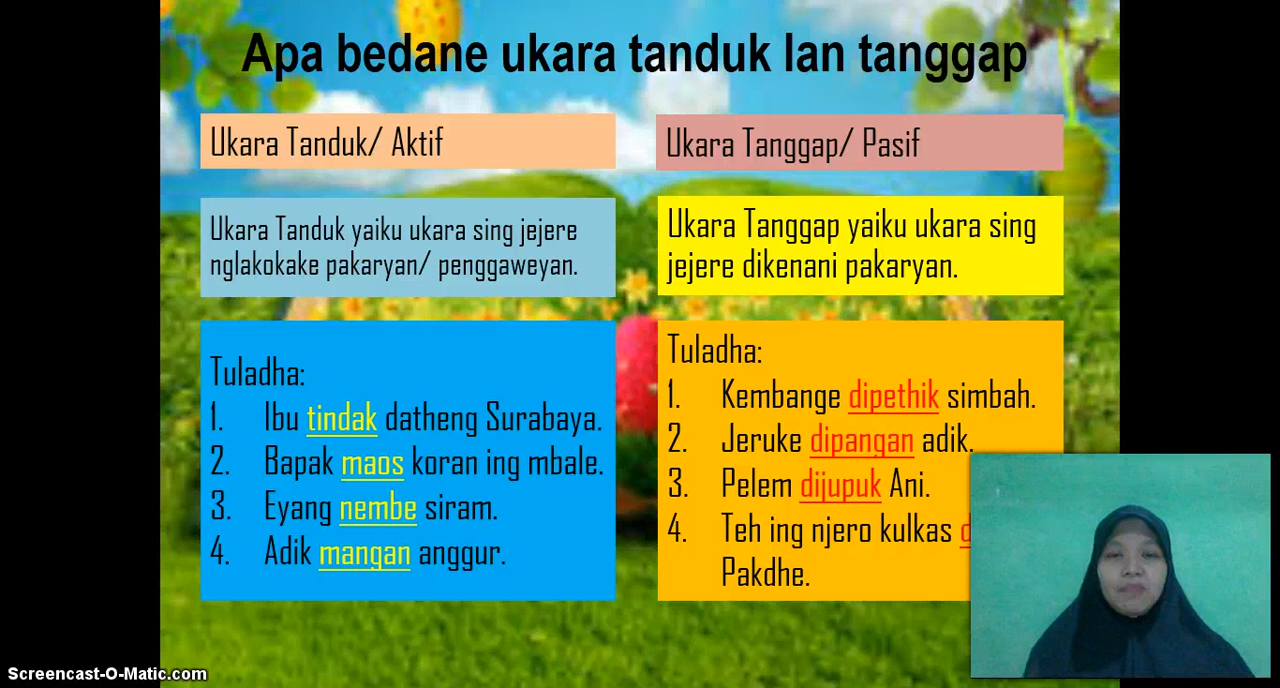 Apa bedane ukara tanduk lan tanggap
Ukara Tanduk/ Aktif
Ukara Tanduk yaiku ukara sing jejere
nglakokake pakaryan/ penggaweyan.
Tuladha:
1. Ibu tindak datheng Surabaya.
2. Bapak maos koran ing mbale.
3. Eyang nembe siram.
4. Adik mangan anggur.
Ukara Tanggap/ Pasif
Ukara Tanggap yaiku ukara sing
jejere dikenani pakaryan.
Tuladha:
1. Kembange dipethik simbah.
2. Jeruke dipangan adik.
3. Pelem dijupuk Ani.
4. Teh ing njero kulkas
Pakdhe.
Screencast-O-Matic.com